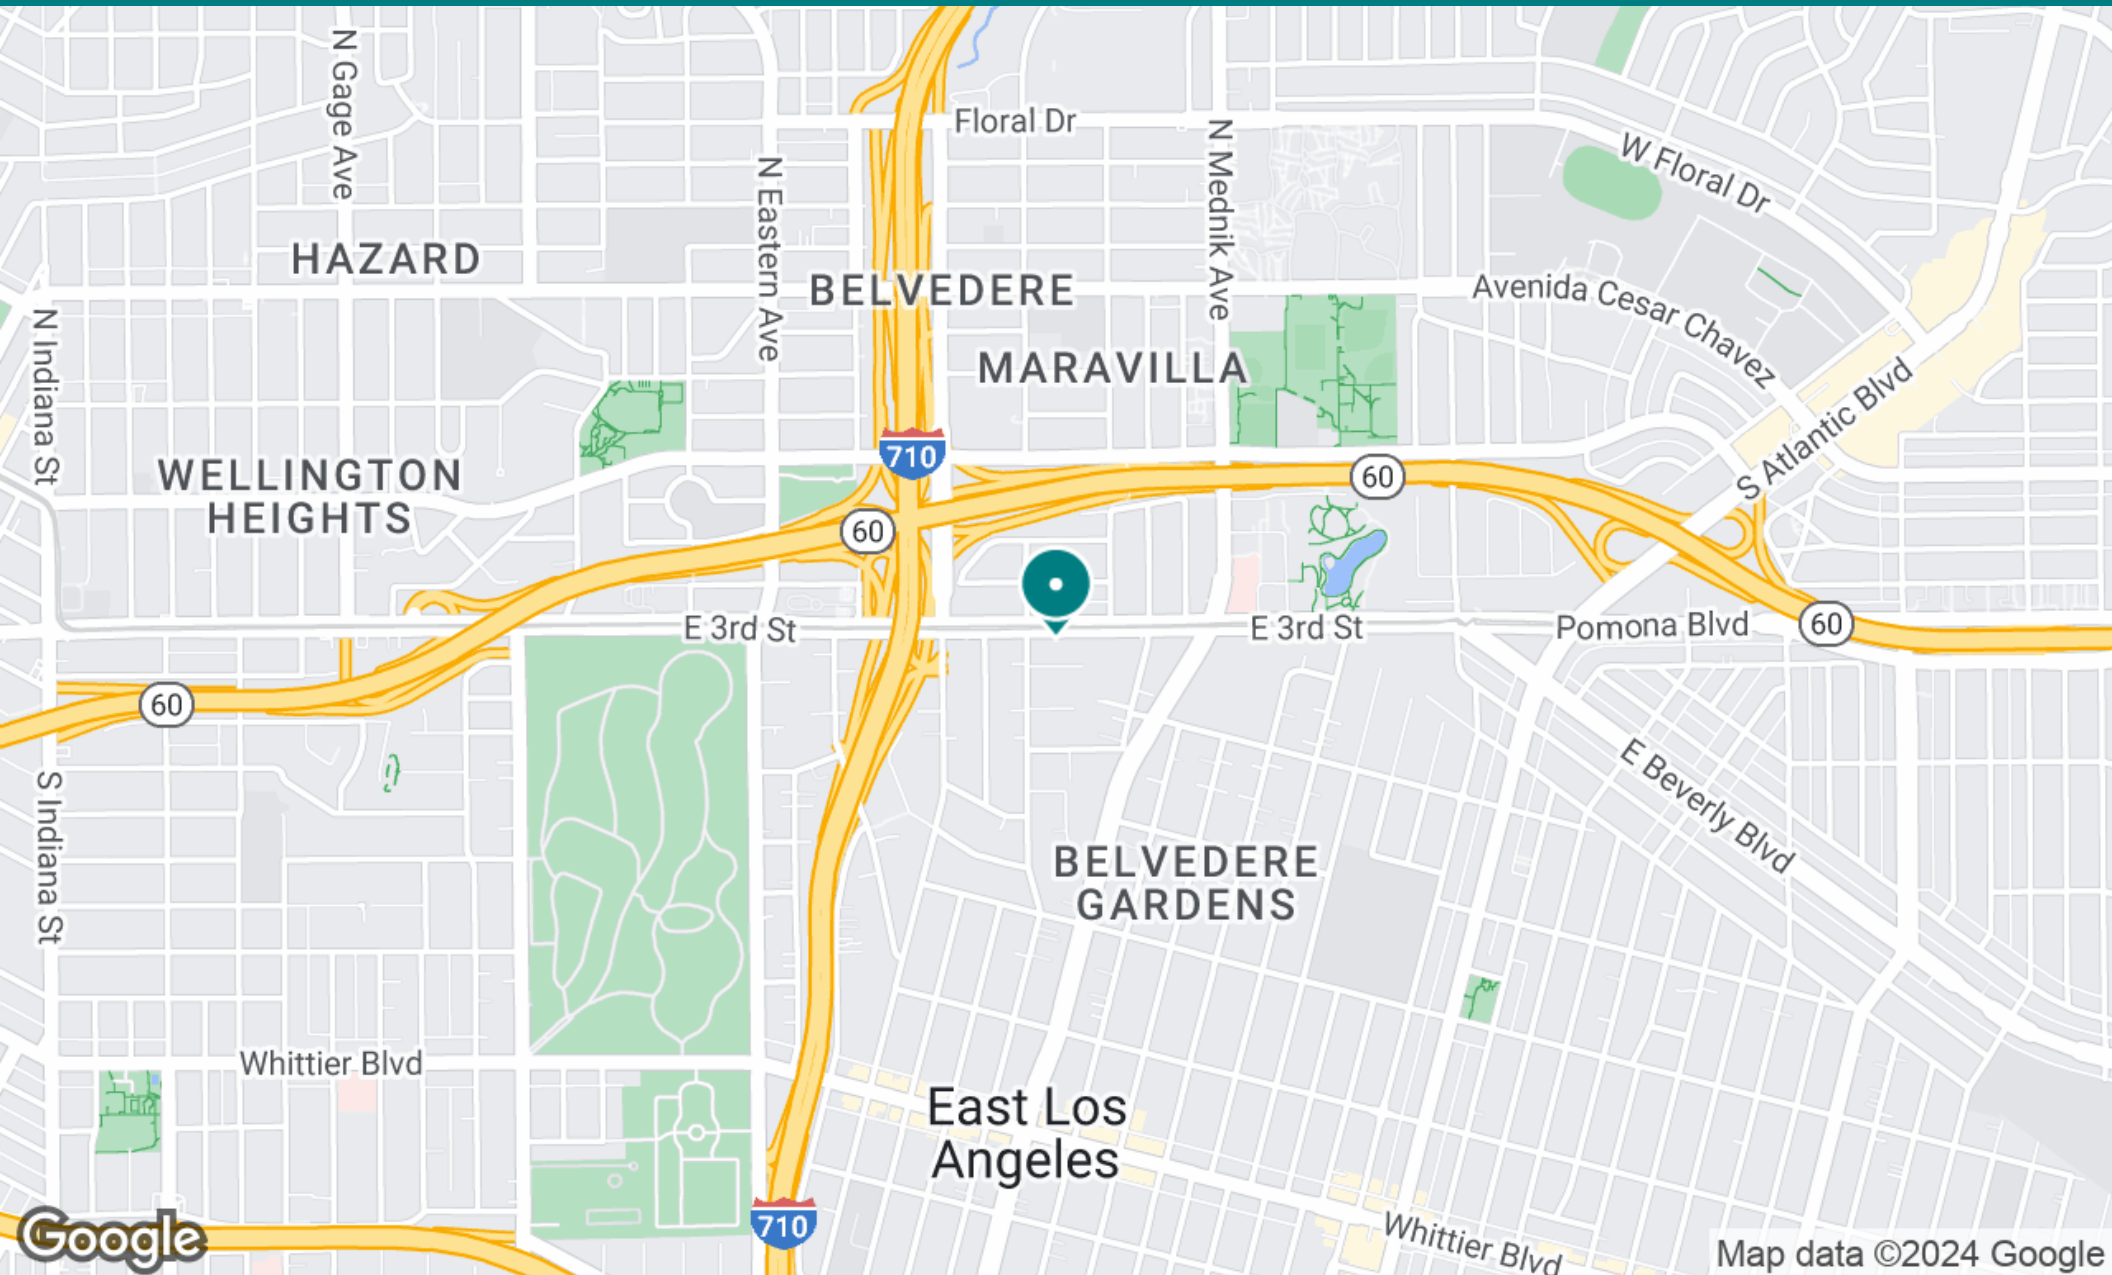 N Gage Ave
Floral Dr
N Mednik Ave
W Floral Dr
N Eastern Ave
HAZARD
BELVEDERE
Avenida Cesar Chavez
N Indiana St
MARAVILLA
S Atlantic Blvd
710
WELLINGTON
HEIGHTS
60
60
E 3rd St
E 3rd St
Pomona Blvd
60
60
S Indiana St
E Beverly Blvd
BELVEDERE
GARDENS
Whittier Blvd
East Los
Angeles
710
Whittier Blvd
Google
Map data ©2024 Google